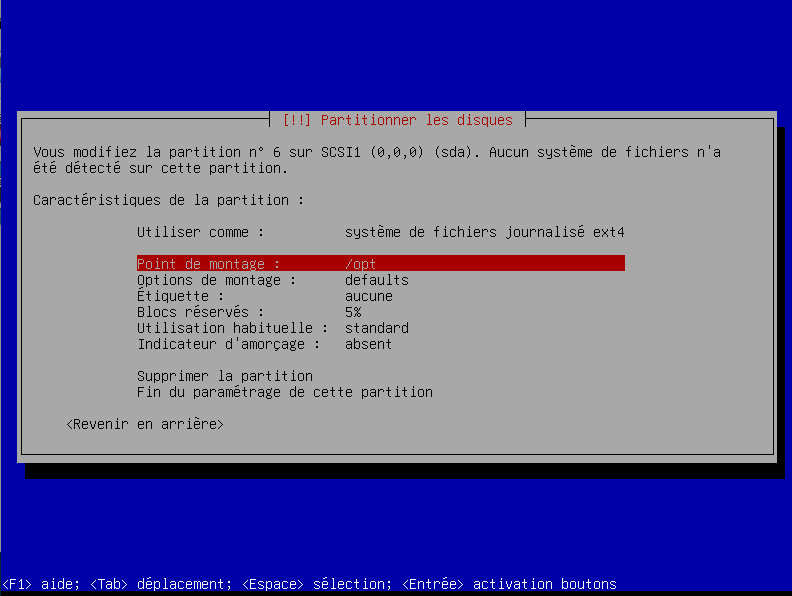 [!!] Partitionner les disques
Vous modifiez la partition n° 6 sur SCSI1 (0,0,0) (sda). Aucun système de fichiers n'a
été détecté sur cette partition.
Caractéristiques de la partition :
Utiliser comme : système de fichiers journalisé ext4
Point de montage : /opt
Options de montage : defaults
Étiquette : aucune
Blocs réservés : 5%
Utilisation habituelle : standard
Indicateur d'amorçage : absent
Supprimer la partition
Fin du paramétrage de cette partition
<Revenir en arrière>
<F1> aide; <Tab> déplacement; <Espace> sélection; <Entrée> activation boutons